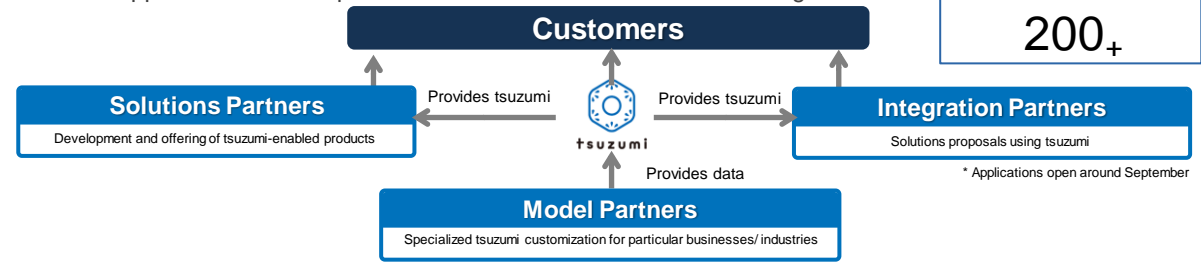 Customers
200+
Solutions Partners
Development and offering of tsuzumi-enabled products
Provides tsuzumi
tsuzumi
Provides tsuzumi
Integration Partners
Solutions proposals using tsuzumi
* Applications open around September
Provides data
Model Partners
Specialized tsuzumi customization for particular businesses/ industries